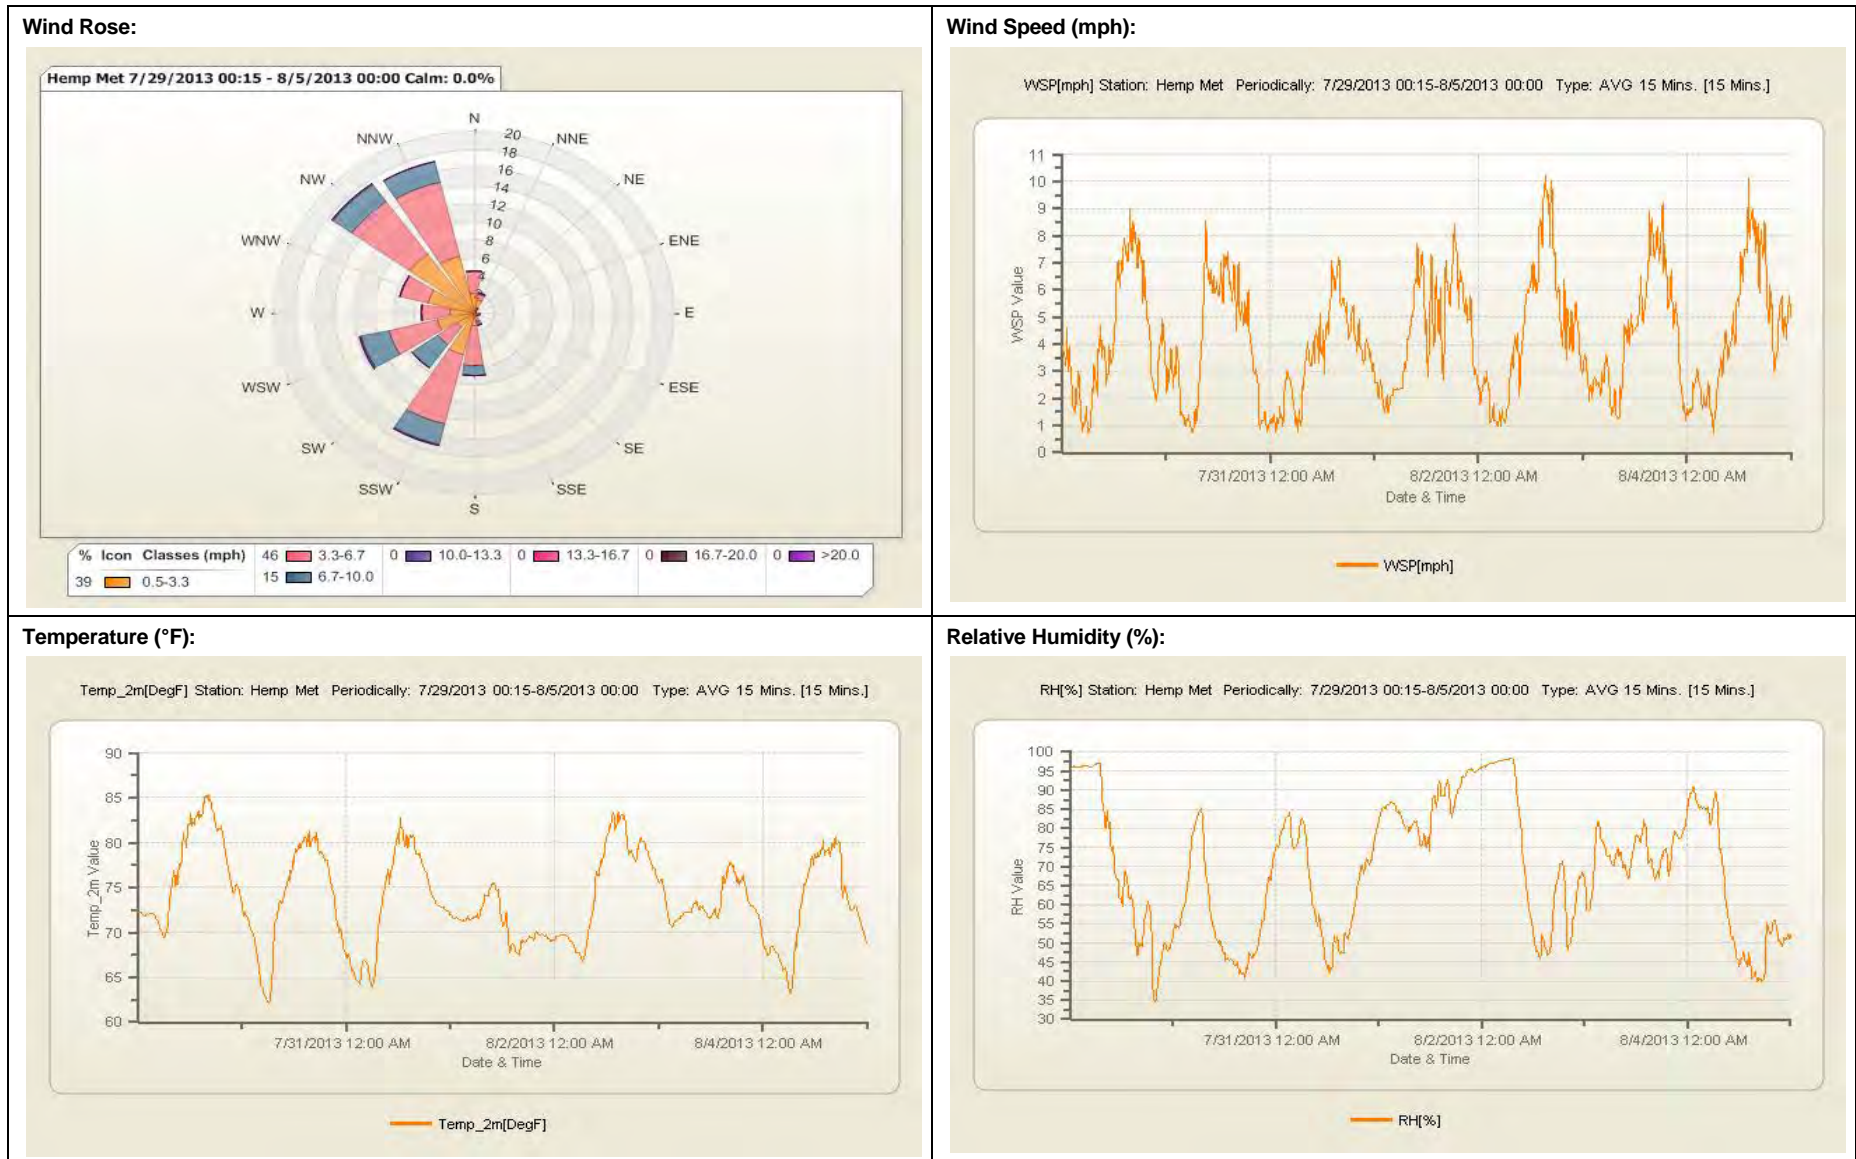 Wind Rose:
Hemp Met 7/29/2013 00:15 - 8/5/2013 00:00 Calm: 0.0%
N
NNW
NNE
NW
NE
WNW
ENE
W
E
WSW
ESE
SW
SE
SSW
SSE
S
20
18
16
14
12
10
8
6
4
% Icon Classes (mph)
39 0.5-3.3
46 3.3-6.7
15 6.7-10.0
0 10.0-13.3
0 13.3-16.7
0 16.7-20.0
0 >20.0
Wind Speed (mph):
WSP[mph] Station: Hemp Met Periodically: 7/29/2013 00:15-8/5/2013 00:00 Type: AVG 15 Mins. [15 Mins.]
WSP Value
11
10
9
8
7
6
5
4
3
2
1
0
7/31/2013 12:00 AM 8/2/2013 12:00 AM 8/4/2013 12:00 AM
Date & Time
WSP[mph]
Temperature (°F):
Temp_2m[DegF] Station: Hemp Met Periodically: 7/29/2013 00:15-8/5/2013 00:00 Type: AVG 15 Mins. [15 Mins.]
Temp_2m Value
90
85
80
75
70
65
60
7/31/2013 12:00 AM 8/2/2013 12:00 AM 8/4/2013 12:00 AM
Date & Time
Temp_2m[DegF]
Relative Humidity (%):
RH[%] Station: Hemp Met Periodically: 7/29/2013 00:15-8/5/2013 00:00 Type: AVG 15 Mins. [15 Mins.]
RH Value
100
95
90
85
80
75
70
65
60
55
50
45
40
35
30
7/31/2013 12:00 AM 8/2/2013 12:00 AM 8/4/2013 12:00 AM
Date & Time
RH[%]